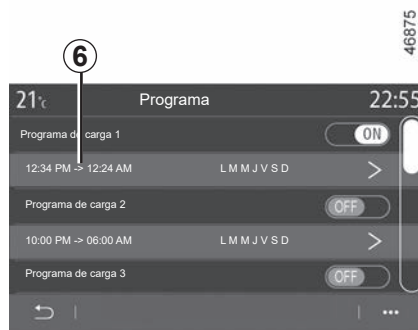 46875
6
21°C Programa 22:55
Programa de carga 1 ON
12:34 PM -> 12:24 AM L M M J V S D >
Programa de carga 2 OFF
10:00 PM -> 06:00 AM L M M J V S D >
Programa de carga 3 OFF